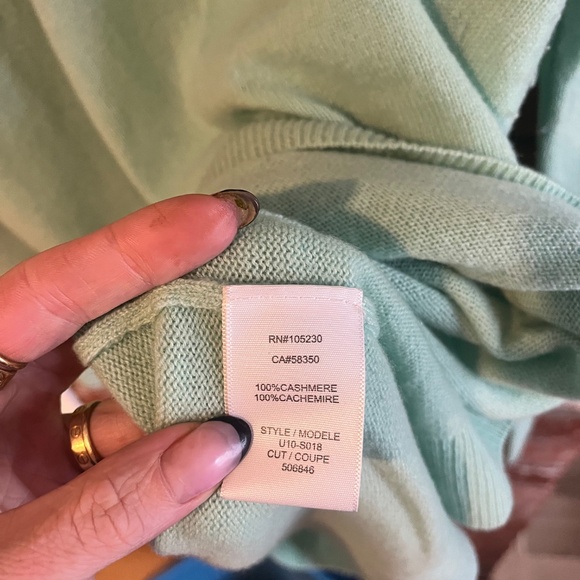 RN#105230
CA#58350
100%CASHMERE
100%CACHEMIRE
STYLE / MODELE
U10-S018
CUT / COUPE
506846